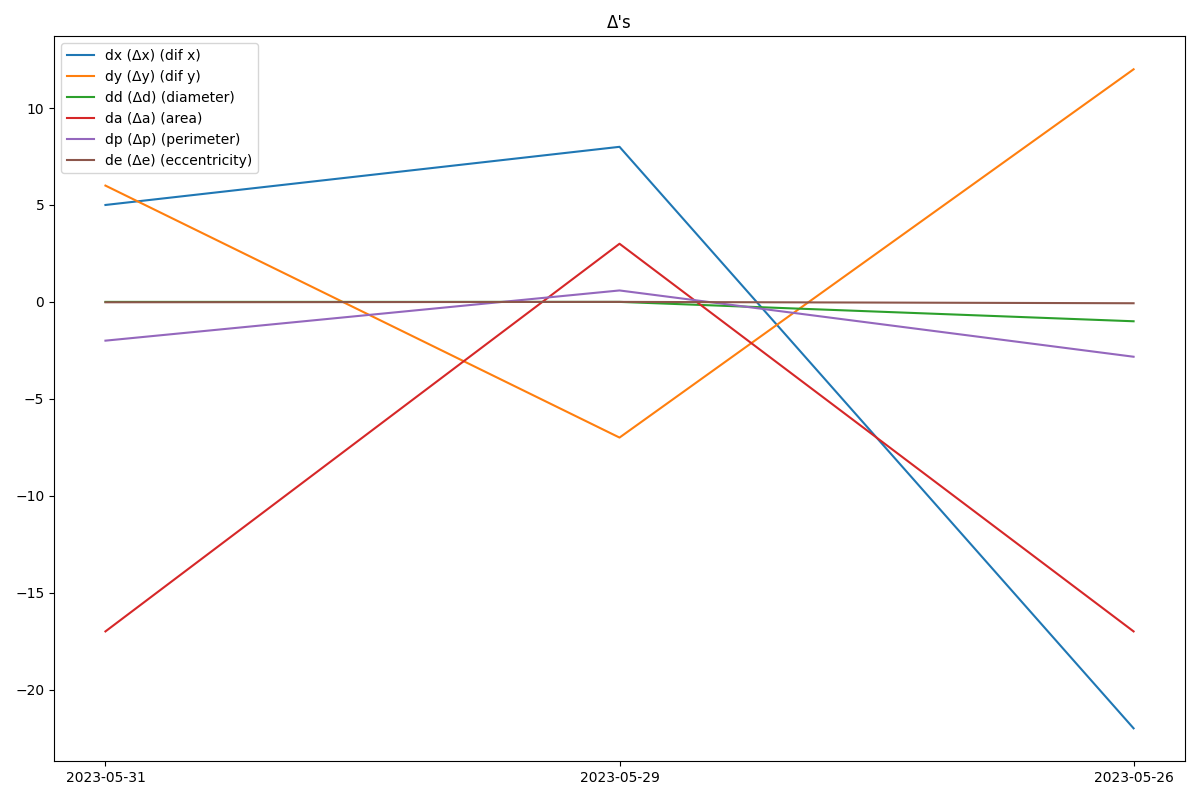 Δ's
dx (Δx) (dif x)
dy (Δy) (dif y)
dd (Δd) (diameter)
da (Δa) (area)
dp (Δp) (perimeter)
de (Δe) (eccentricity)
10
5
0
−5
−10
−15
−20
2023-05-31
2023-05-29
2023-05-26